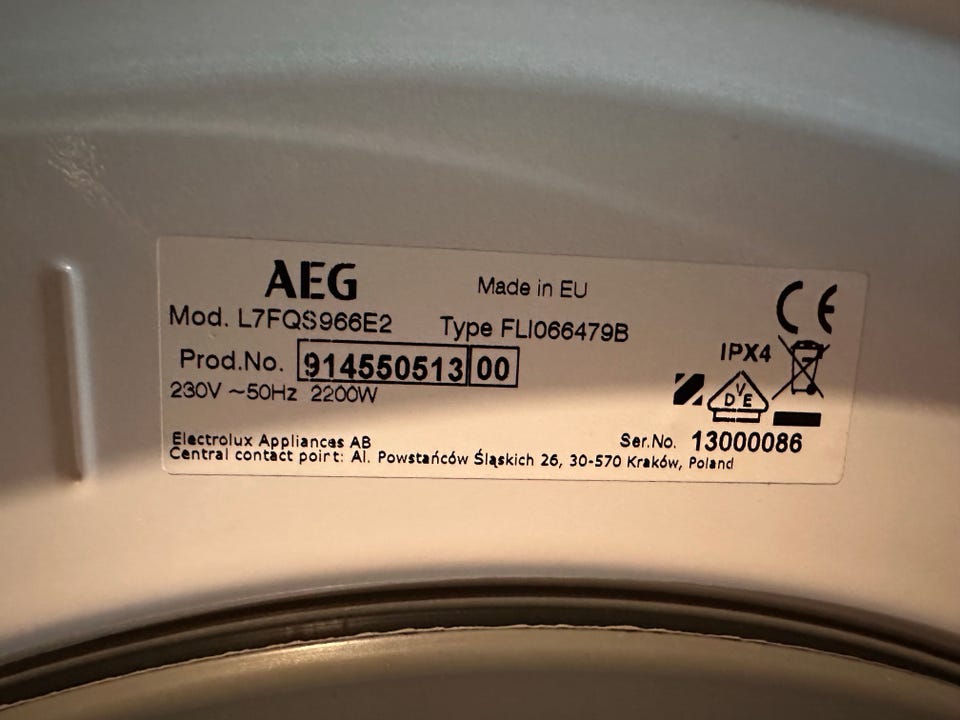 AEG Made in EU
CE
Mod. L7FQS966E2 Type FLI066479B
IPX4
Prod.No. 914550513 00
230V ~50Hz 2200W
DVE
Ser.No. 13000086
Electrolux Appliances AB
Central contact point: Al. Powstańców Śląskich 26, 30-570 Kraków, Poland